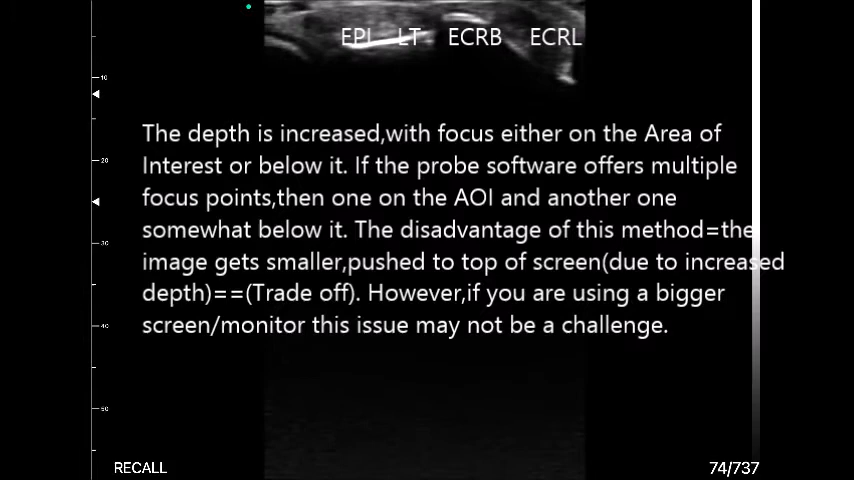 EPL LT ECRB ECRL
10
The depth is increased,with focus either on the Area of
Interest or below it. If the probe software offers multiple
20
focus points,then one on the AOI and another one
somewhat below it. The disadvantage of this method=the
30
image gets smaller,pushed to top of screen(due to increased
depth)==(Trade off). However,if you are using a bigger
screen/monitor this issue may not be a challenge.
40
50
RECALL 74/737